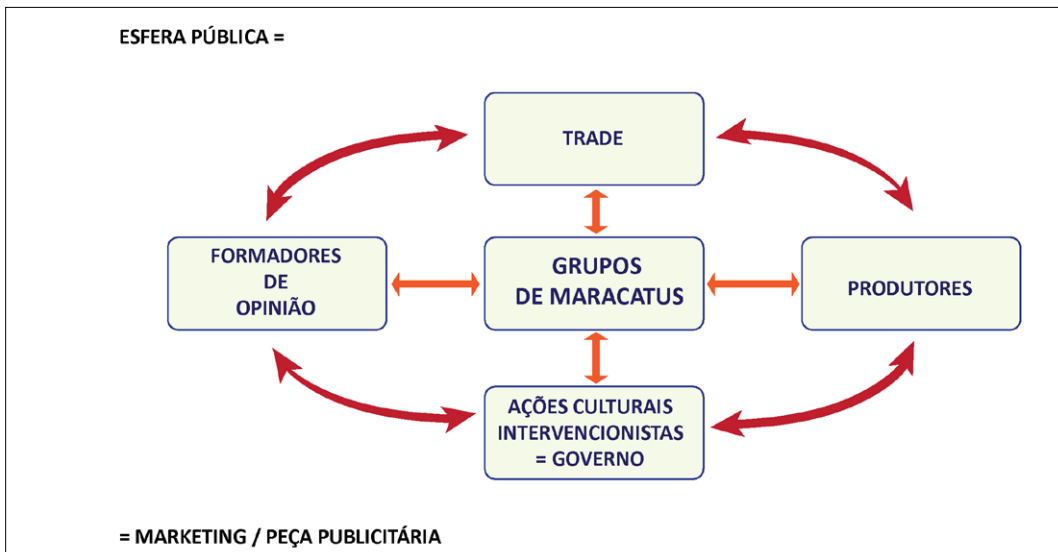 ESFERA PÚBLICA =
TRADE
FORMADORES
DE
OPINIÃO
GRUPOS
DE MARACATUS
PRODUTORES
AÇÕES CULTURAIS
INTERVENCIONISTAS
= GOVERNO
= MARKETING / PEÇA PUBLICITÁRIA